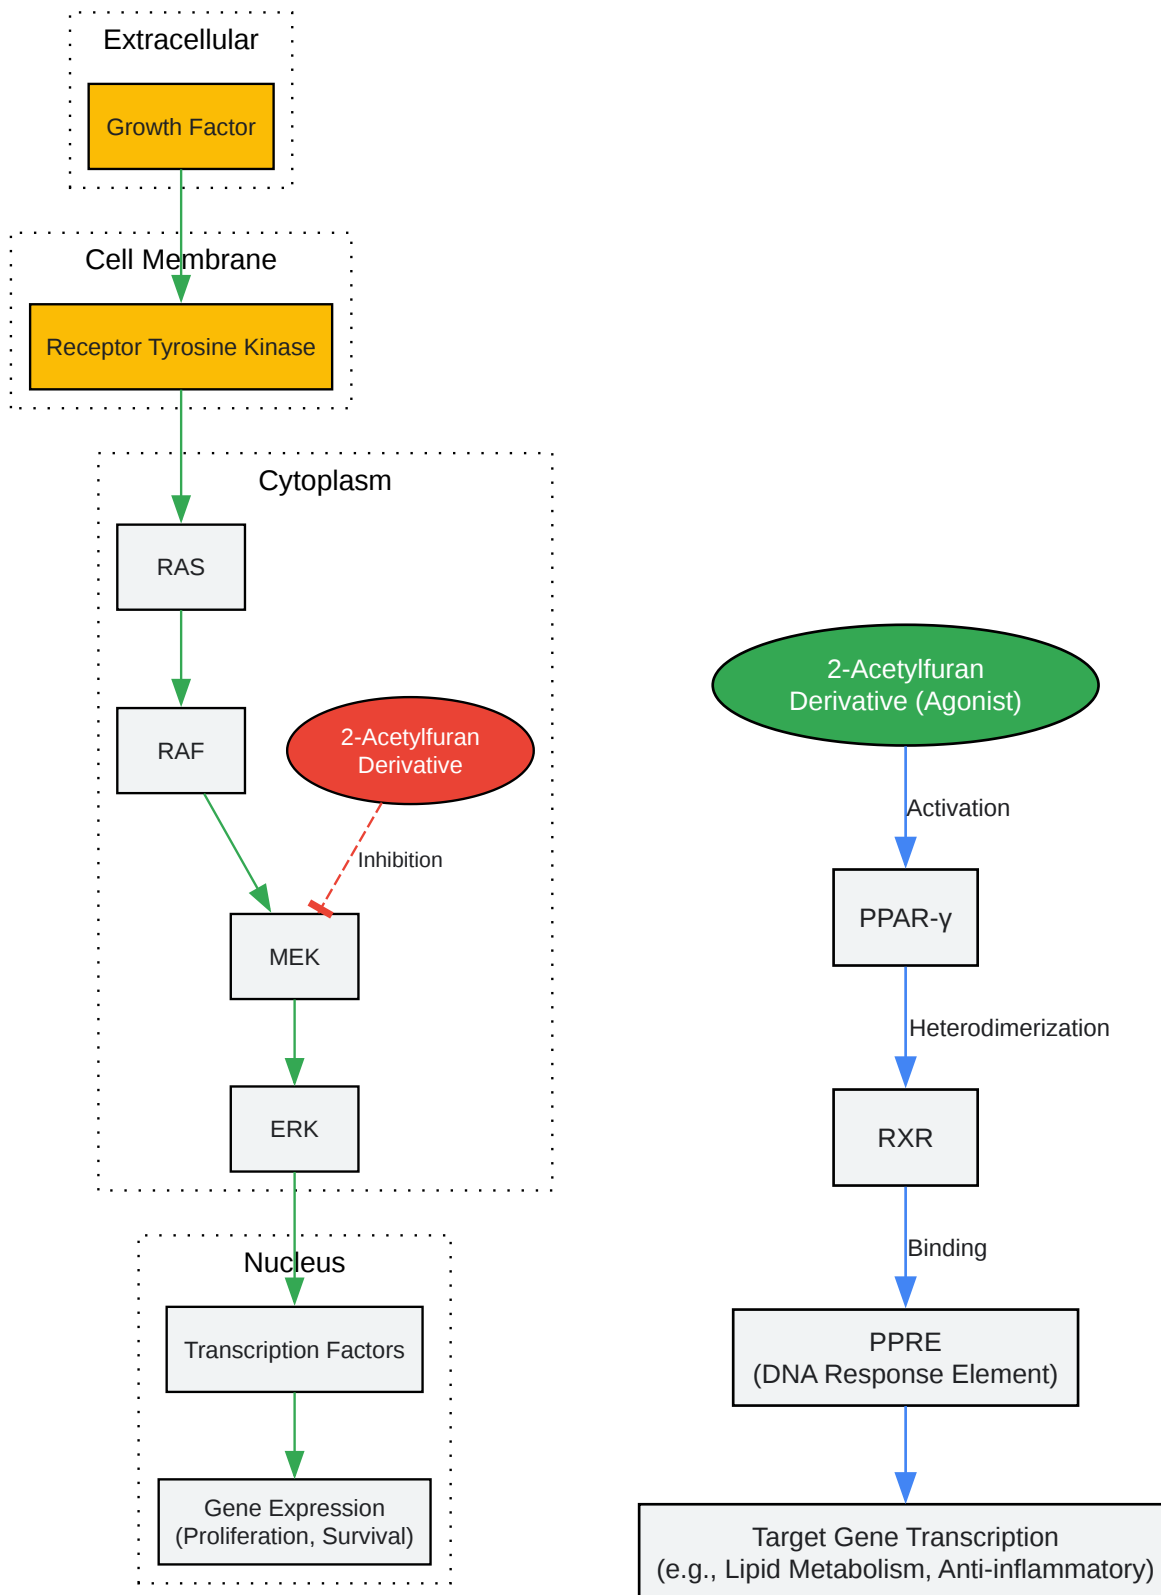 Extracellular
Growth Factor
Cell Membrane
Receptor Tyrosine Kinase
Cytoplasm
RAS
RAF
2-Acetylfuran
Derivative
Inhibition
MEK
ERK
Nucleus
Transcription Factors
Gene Expression
(Proliferation, Survival)
2-Acetylfuran
Derivative (Agonist)
Activation
PPAR-γ
Heterodimerization
RXR
Binding
PPRE
(DNA Response Element)
Target Gene Transcription
(e.g., Lipid Metabolism, Anti-inflammatory)